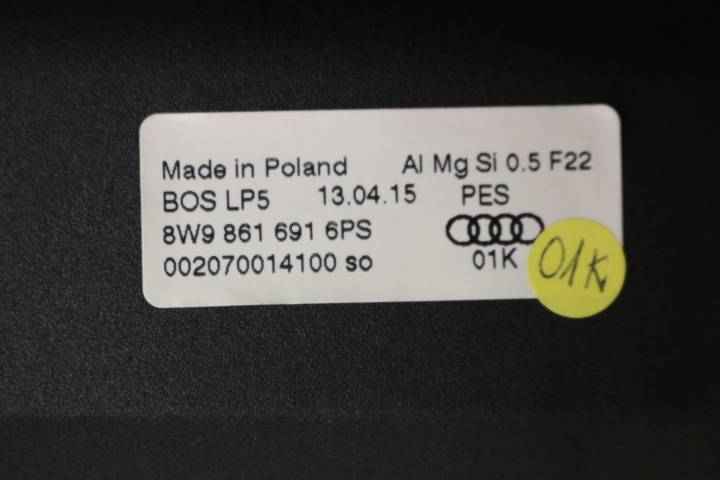 Made in Poland Al Mg Si 0.5 F22
BOS LP5 13.04.15 PES
8W9 861 691 6PS
002070014100 so 01K
01K